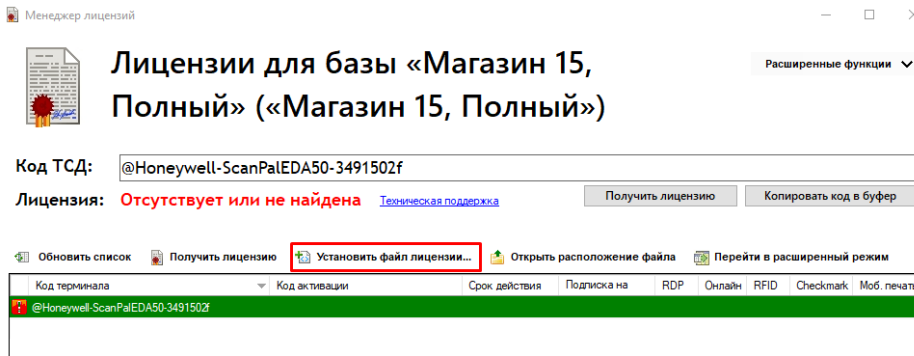 Менеджер лицензий
Лицензии для базы «Магазин 15,
Полный» («Магазин 15, Полный»)
Расширенные функции
Код ТСД:
@Honeywell-ScanPalEDA50-3491502f
Лицензия: Отсутствует или не найдена Техническая поддержка
Получить лицензию
Копировать код в буфер
Обновить список Получить лицензию Установить файл лицензии... Открыть расположение файла Перейти в расширенный режим
Код терминала Код активации Срок действия Подписка на RDP Онлайн RFID Checkmark Моб. печать
@Honeywell-ScanPalEDA50-3491502f